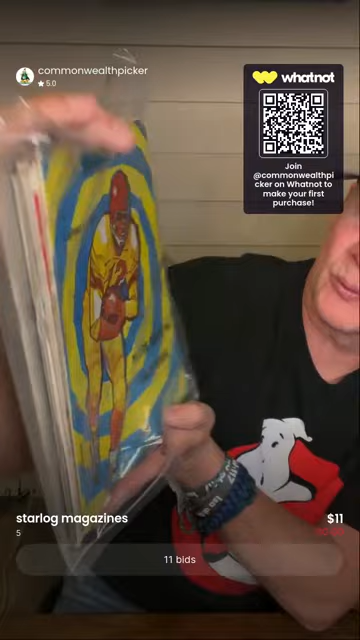 commonwealthpicker
5.0
whatnot
Join
@commonwealthpi
cker on Whatnot to
make your first
purchase!
starlog magazines
$11
5
11 bids